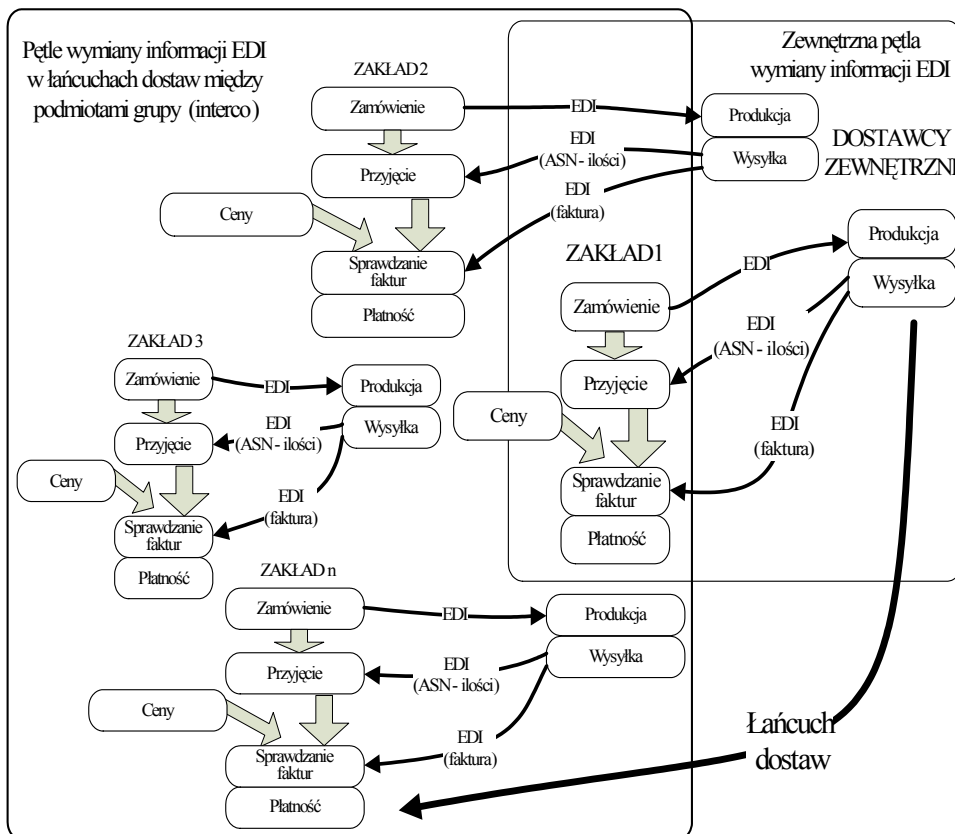 Pętle wymiany informacji EDI
w łańcuchach dostaw między
podmiotami grupy (interco)
Zewnętrzna pętla
wymiany informacji EDI
ZAKŁAD 2
Zamówienie
EDI
Produkcja
EDI
(ASN - ilości)
Wysyłka
DOSTAWCY
ZEWNĘTRZNI
Przyjęcie
EDI
(faktura)
Ceny
Sprawdzanie
faktur
Płatność
ZAKŁAD 1
Zamówienie
EDI
Produkcja
Wysyłka
EDI
(ASN - ilości)
Przyjęcie
Ceny
EDI
(faktura)
Sprawdzanie
faktur
Płatność
ZAKŁAD 3
Zamówienie
EDI
Produkcja
Wysyłka
EDI
(ASN - ilości)
Przyjęcie
Ceny
EDI
(faktura)
Sprawdzanie
faktur
Płatność
ZAKŁAD n
Zamówienie
EDI
Produkcja
Wysyłka
EDI
(ASN - ilości)
Przyjęcie
Ceny
EDI
(faktura)
Sprawdzanie
faktur
Płatność
Łańcuch
dostaw